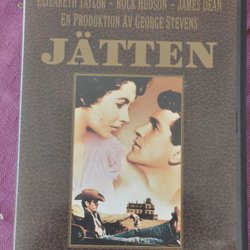 ELIZABETH TAYLOR - ROCK HUDSON - JAMES DEAN
EN PRODUKTION AV GEORGE STEVENS
JÄTTEN